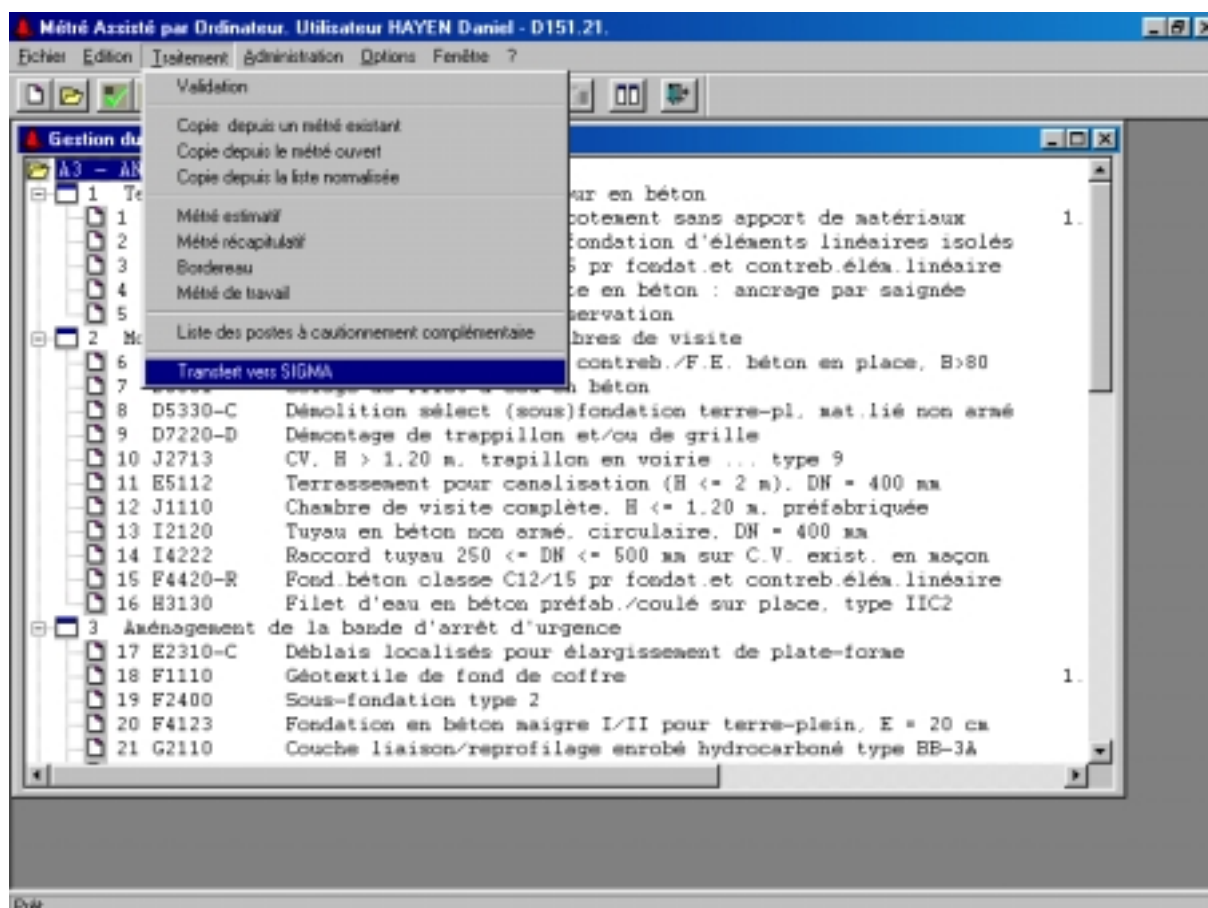 Métré Assisté par Ordinateur. Utilisateur HAYEN Daniel - D151.21.
Fichier Edition Traitement Administration Options Fenêtre ?
Validation
Copie depuis un métré existant
Copie depuis le métré ouvert
Copie depuis la liste normalisée
Métré estimatif
Métré récapitulatif
Bordereau
Métré de travail
Liste des postes à cautionnement complémentaire
Transfert vers SIGMA
Gestion du
A3 - AN
1 Te ur en béton
1 cotement sans apport de matériaux 1.
2 fondation d'éléments linéaires isolés
3 5 pr fondat.et contreb.élém.linéaire
4 te en béton : ancrage par saignée
5 servation
2 Mo bres de visite
6 contreb./F.E. béton en place, B>80
7 en béton
8 D5330-C Démolition sélect (sous)fondation terre-pl, mat.lié non armé
9 D7220-D Démontage de trappillon et/ou de grille
10 J2713 CV, H > 1.20 m, trapillon en voirie ... type 9
11 E5112 Terrassement pour canalisation (H <= 2 m), DN = 400 mm
12 J1110 Chambre de visite complète, H <= 1.20 m, préfabriquée
13 I2120 Tuyau en béton non armé, circulaire, DN = 400 mm
14 I4222 Raccord tuyau 250 <= DN <= 500 mm sur C.V. exist. en maçon
15 F4420-R Fond.béton classe C12/15 pr fondat.et contreb.élém.linéaire
16 H3130 Filet d'eau en béton préfab./coulé sur place, type IIC2
3 Aménagement de la bande d'arrêt d'urgence
17 E2310-C Déblais localisés pour élargissement de plate-forme
18 F1110 Géotextile de fond de coffre 1.
19 F2400 Sous-fondation type 2
20 F4123 Fondation en béton maigre I/II pour terre-plein, E = 20 cm
21 G2110 Couche liaison/reprofilage enrobé hydrocarboné type BB-3A
Prêt